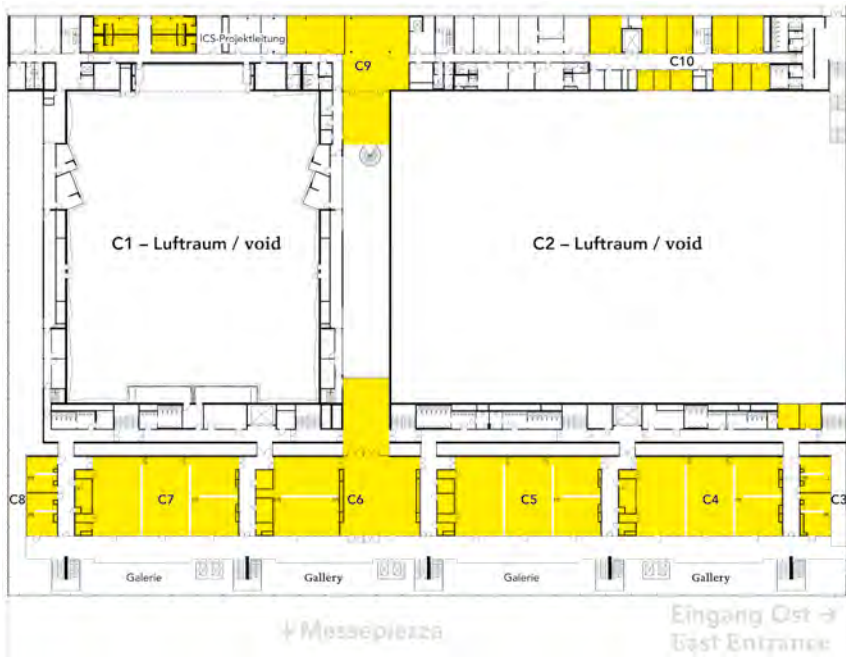 ICS-Projektleitung
C9
C10
C1 – Luftraum / void
C2 – Luftraum / void
C8
C7
C6
C5
C4
C3
Galerie
Gallery
Galerie
Gallery
Eingang Ost →
↓ Messepiazza
East Entrance